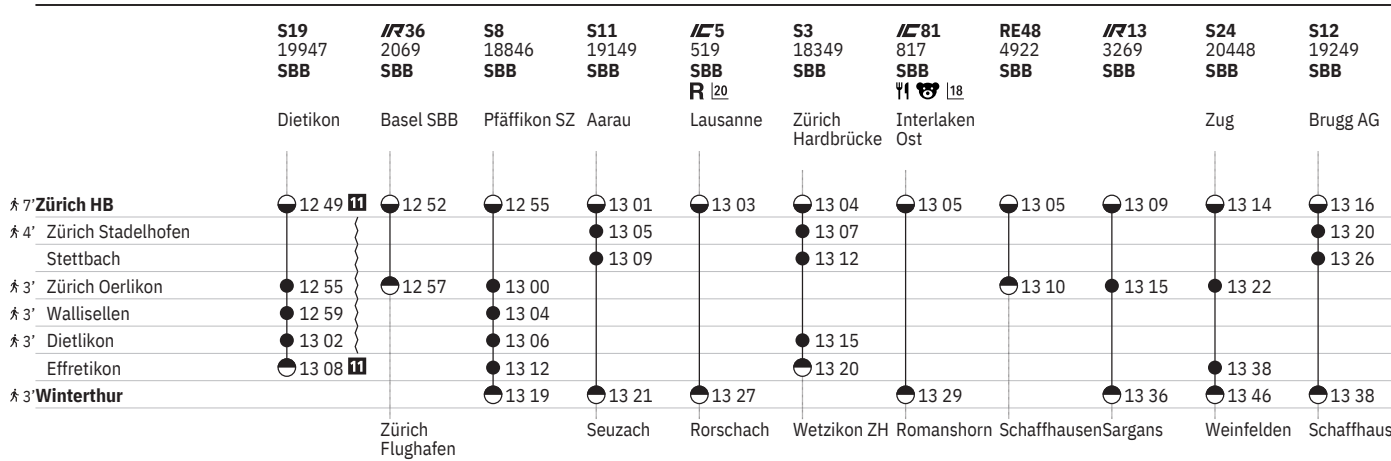 S19 IR36 S8 S11 IC5 S3 IC81 RE48 IR13 S24 S12
19947 2069 18846 19149 519 18349 817 4922 3269 20448 19249
SBB SBB SBB SBB SBB SBB SBB SBB SBB SBB SBB
R 20 18
Dietikon Basel SBB Pfäffikon SZ Aarau Lausanne Zürich Interlaken Zug Brugg AG
Hardbrücke Ost
7' Zürich HB 12 49 11 12 52 12 55 13 01 13 03 13 04 13 05 13 05 13 09 13 14 13 16
4' Zürich Stadelhofen 13 05 13 07 13 20
Stettbach 13 09 13 12 13 26
3' Zürich Oerlikon 12 55 12 57 13 00 13 10 13 15 13 22
3' Wallisellen 12 59 13 04
3' Dietlikon 13 02 13 06 13 15
Effretikon 13 08 11 13 12 13 20 13 38
3' Winterthur 13 19 13 21 13 27 13 29 13 36 13 46 13 38
Zürich Seuzach Rorschach Wetzikon ZH Romanshorn Schaffhausen Sargans Weinfelden Schaffhaus
Flughafen